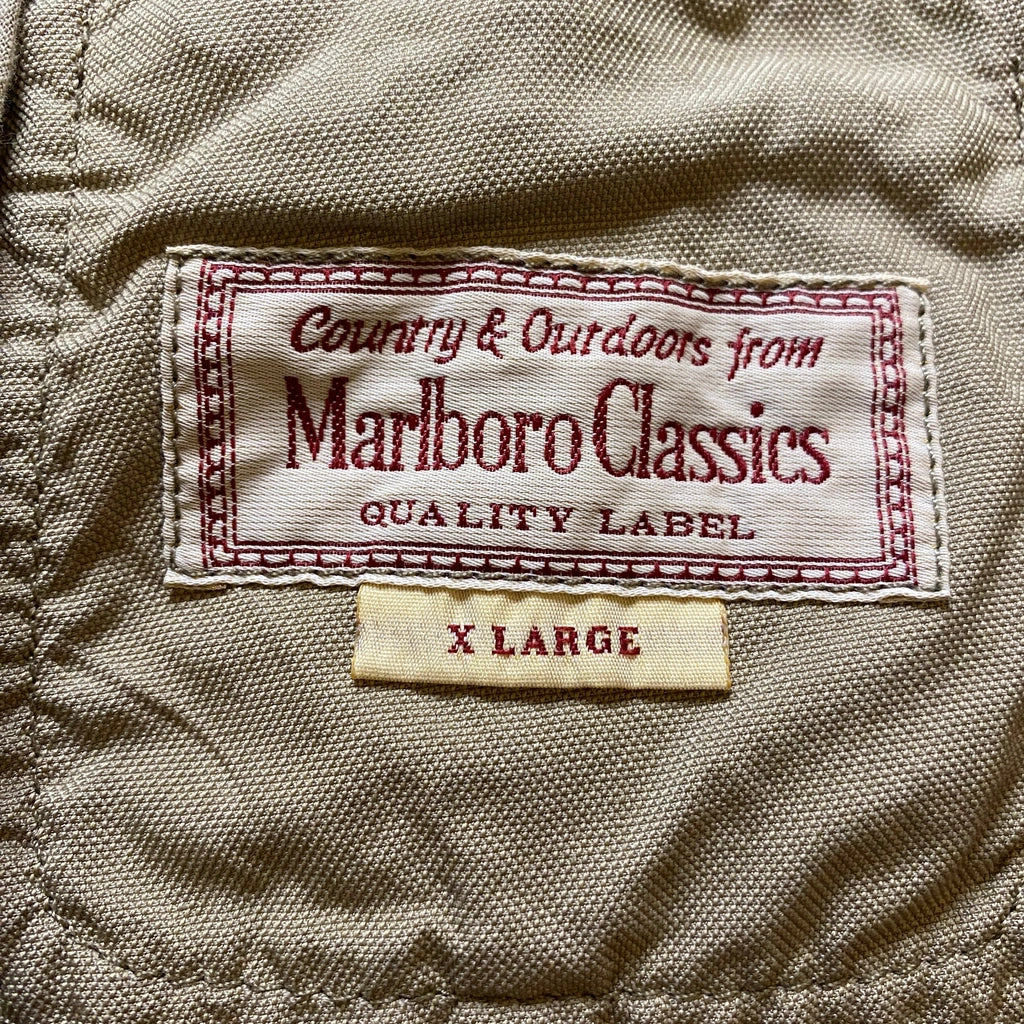 Country & Outdoors from
Marlboro Classics
QUALITY LABEL
X LARGE